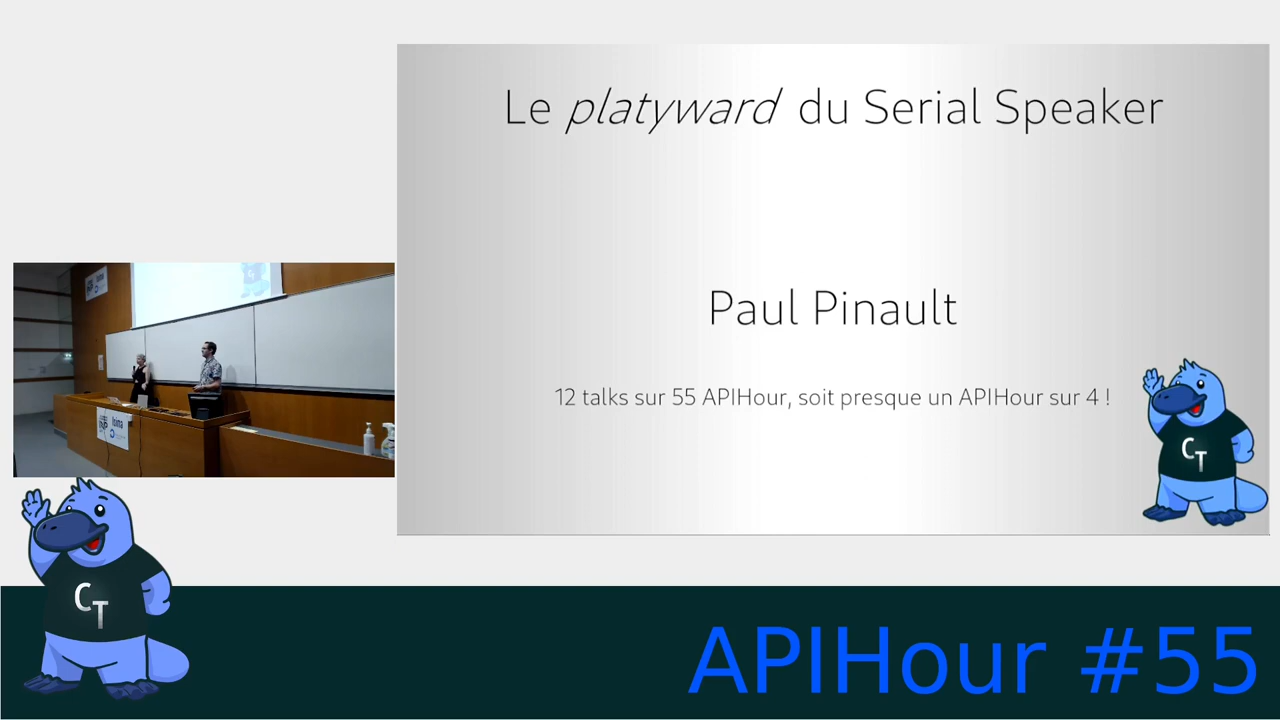 Le platyward du Serial Speaker
Paul Pinault
12 talks sur 55 APIHour, soit presque un APIHour sur 4 !
CT
isima
CT
APIHour #55